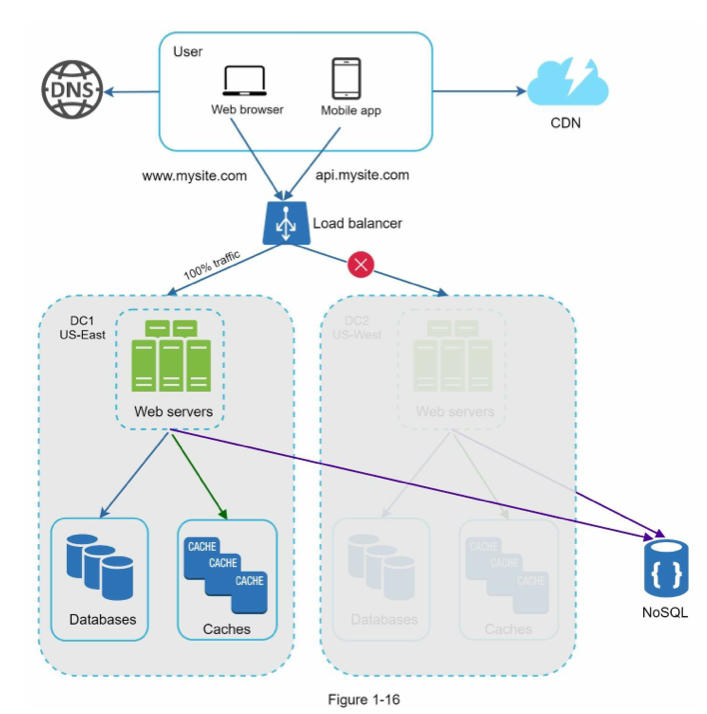 User
DNS
Web browser
Mobile app
CDN
www.mysite.com
api.mysite.com
Load balancer
100% traffic
DC1
US-East
Web servers
DC2
US-West
Web servers
Databases
CACHE
CACHE
CACHE
Caches
Databases
CACHE
CACHE
CACHE
Caches
{ }
NoSQL
Figure 1-16